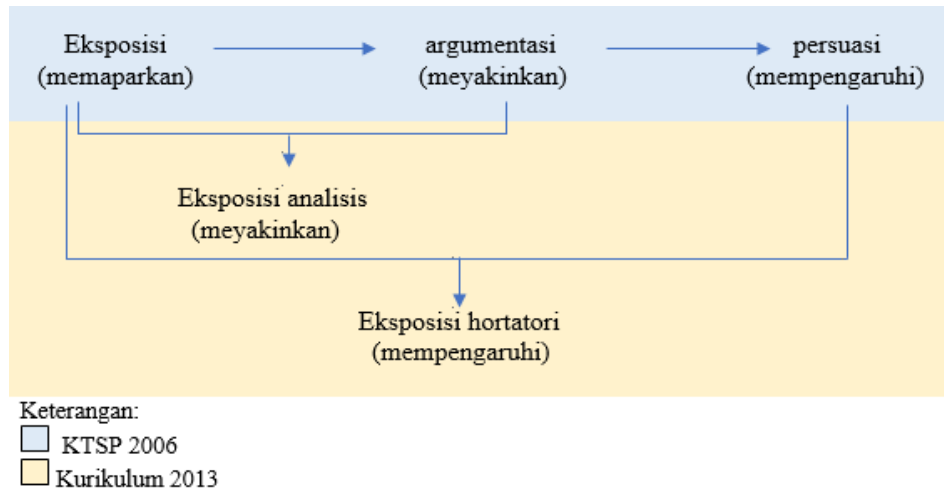 Eksposisi argumentasi persuasi
(memaparkan) (meyakinkan) (mempengaruhi)
Eksposisi analisis
(meyakinkan)
Eksposisi hortatori
(mempengaruhi)
Keterangan:
KTSP 2006
Kurikulum 2013